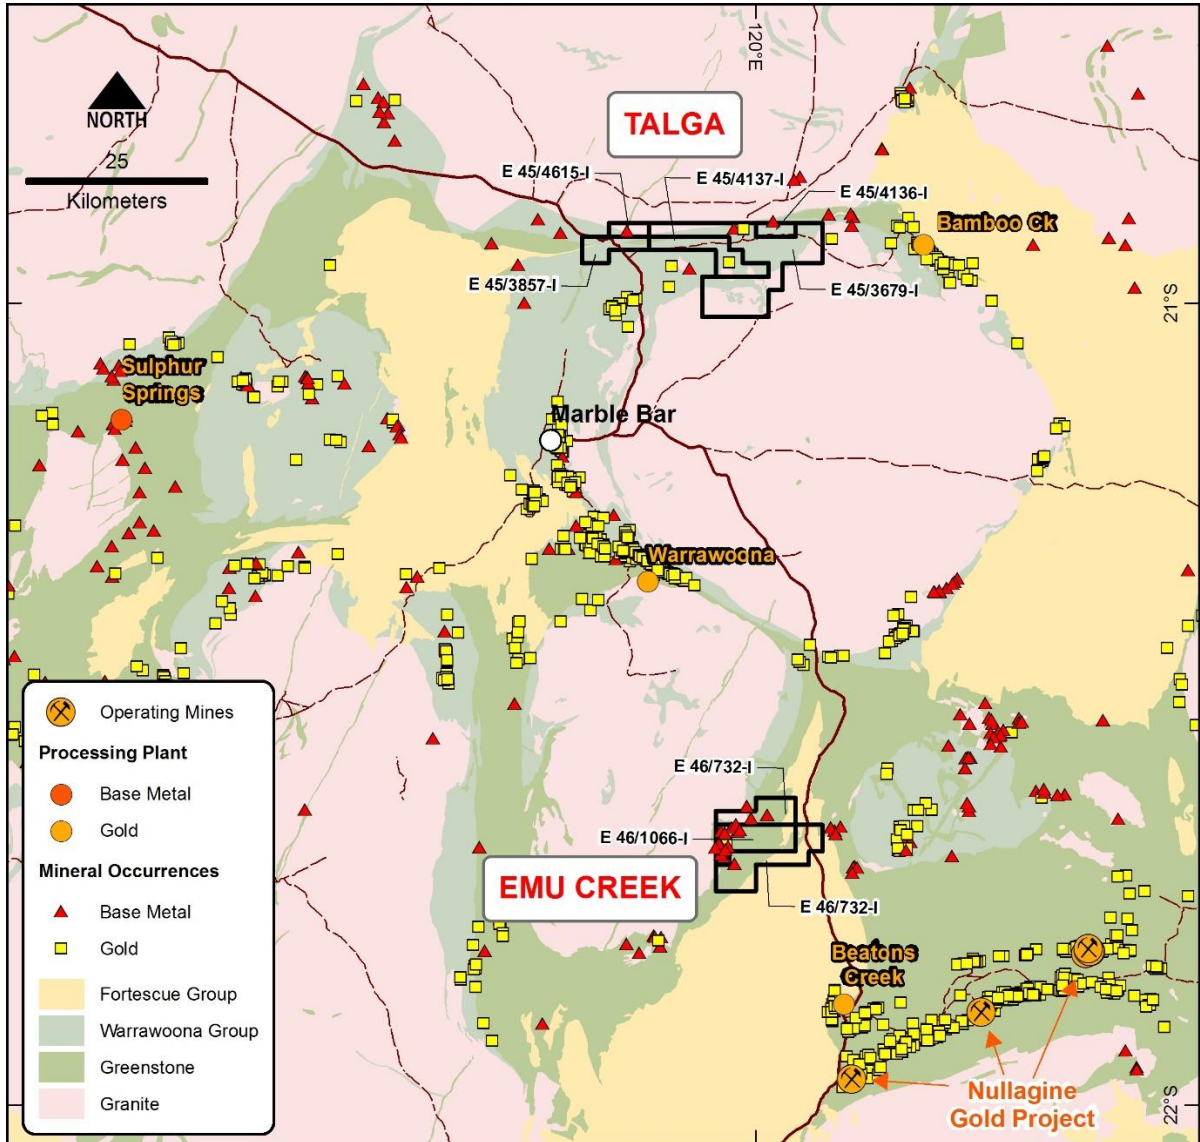 120°E
NORTH
25
Kilometers
TALGA
E 45/4615-I
E 45/4137-I
E 45/4136-I
Bamboo Ck
E 45/3857-I
E 45/3679-I
21°S
Sulphur
Springs
Marble Bar
Warrawoona
E 46/732-I
E 46/1066-I
EMU CREEK
E 46/732-I
Beatons
Creek
Nullagine
Gold Project
22°S
Operating Mines
Processing Plant
Base Metal
Gold
Mineral Occurrences
Base Metal
Gold
Fortescue Group
Warrawoona Group
Greenstone
Granite